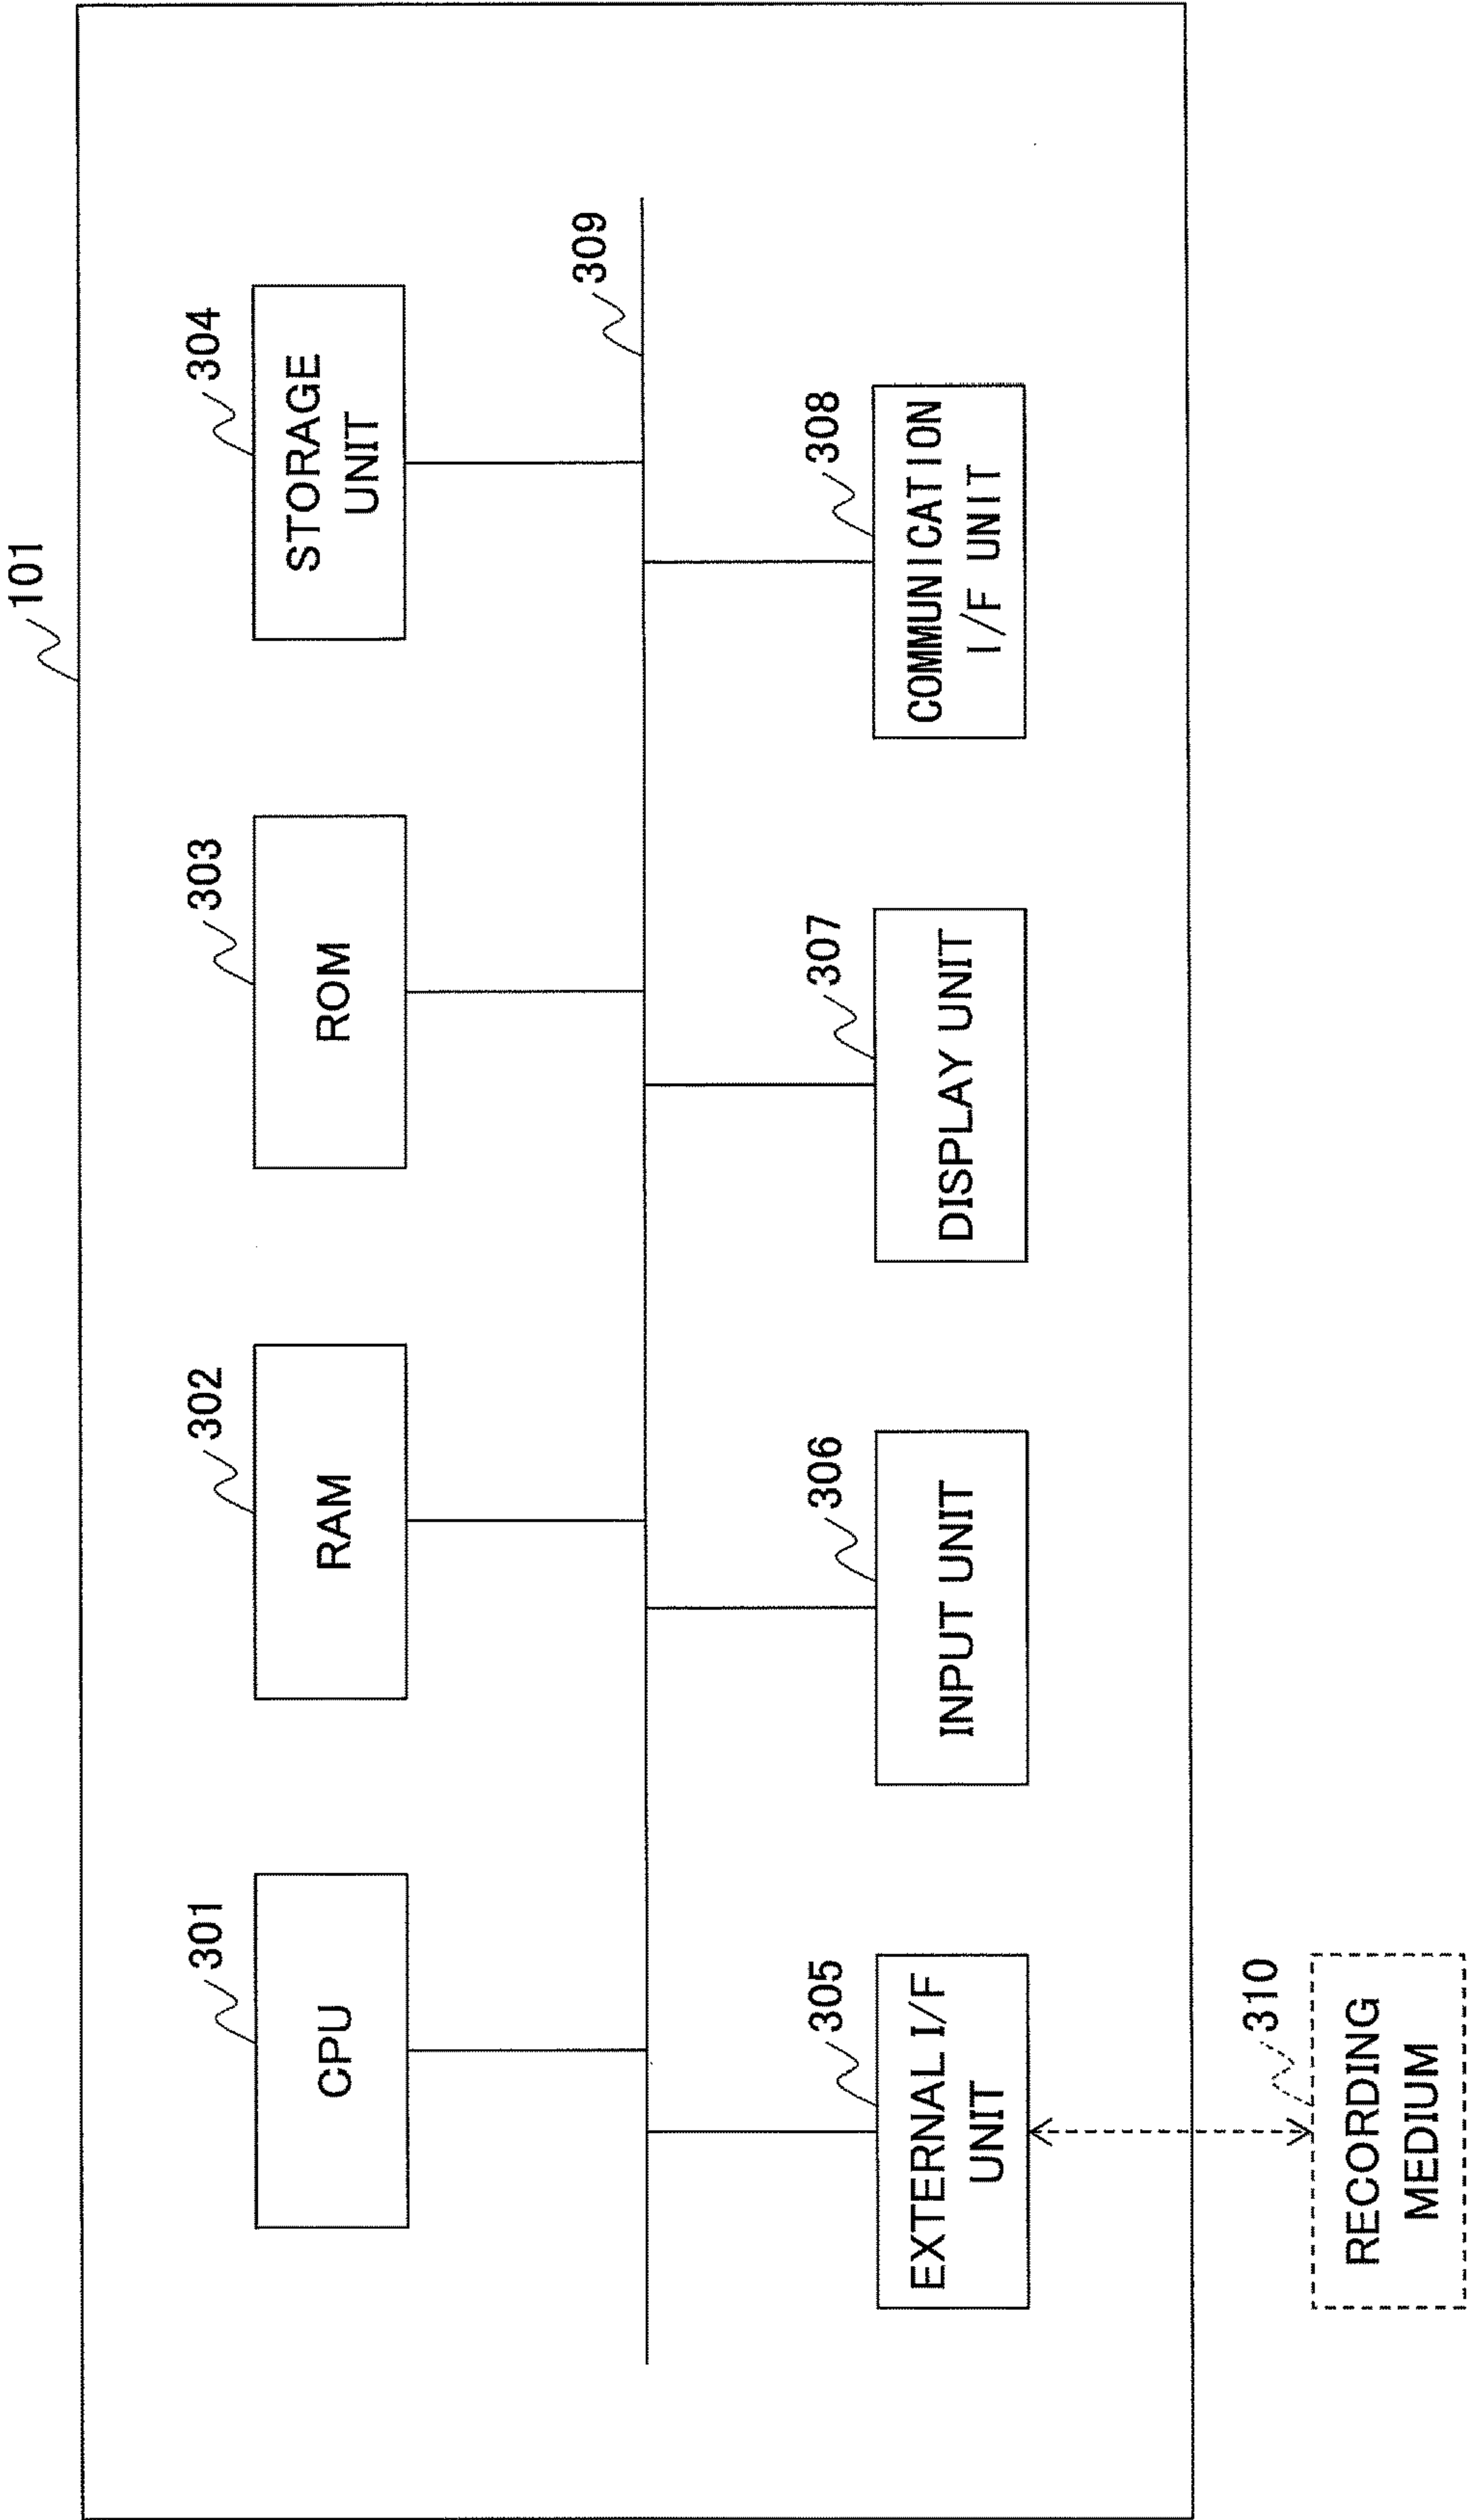 101
301
CPU
302
RAM
303
ROM
304
STORAGE
UNIT
309
305
EXTERNAL I/F
UNIT
306
INPUT UNIT
307
DISPLAY UNIT
308
COMMUNICATION
I/F UNIT
310
RECORDING
MEDIUM